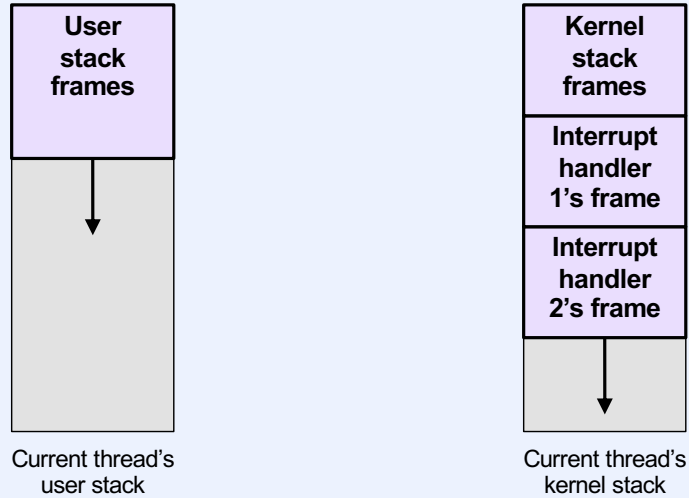 User
stack
frames
Kernel
stack
frames
Interrupt
handler
1's frame
Interrupt
handler
2's frame
Current thread's
user stack
Current thread's
kernel stack